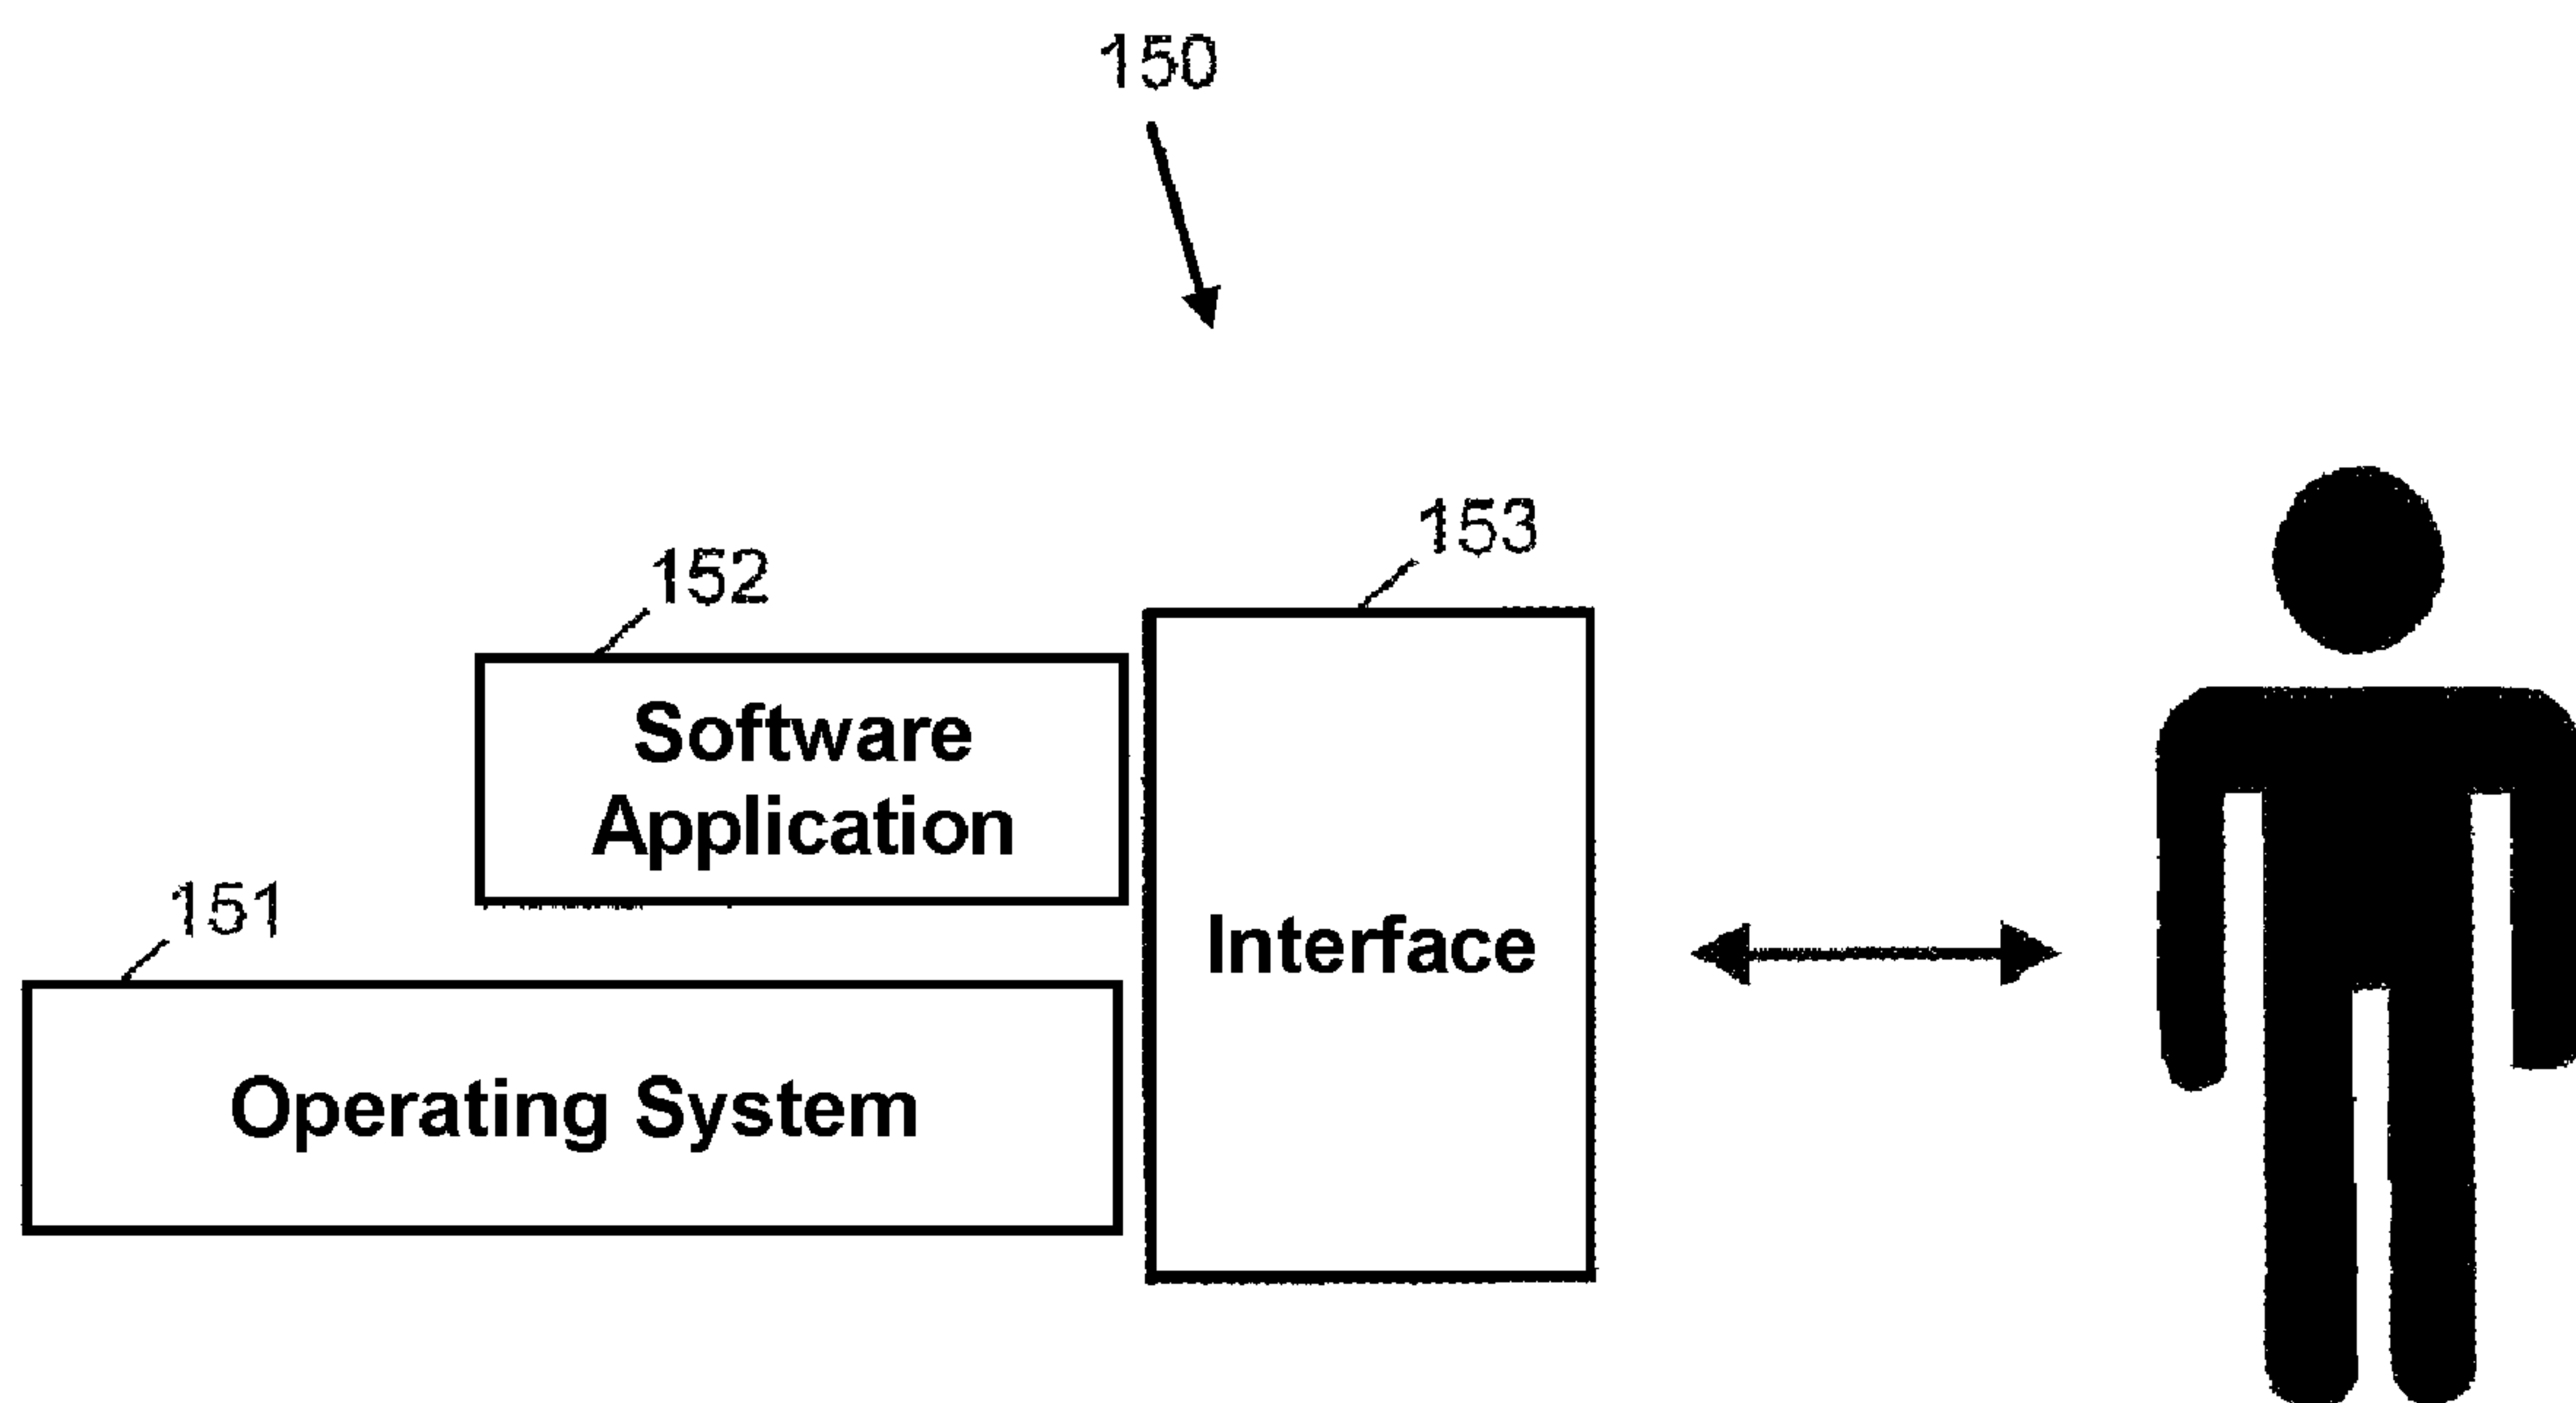 150
153
152
Software
Application
Interface
151
Operating System